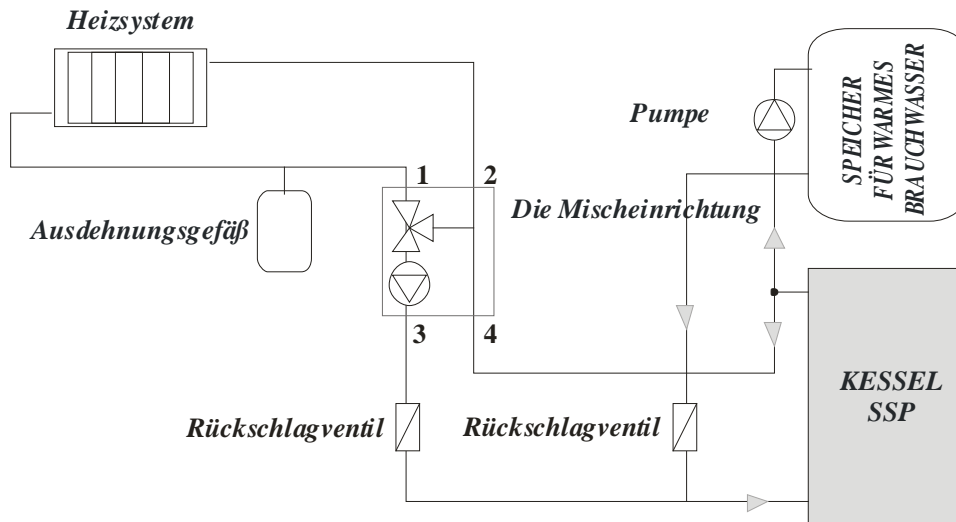 Heizsystem
Pumpe
SPEICHER
FÜR WARMES
BRAUCHWASSER
1
2
Die Mischeinrichtung
Ausdehnungsgefäß
3
4
KESSEL
SSP
Rückschlagventil
Rückschlagventil